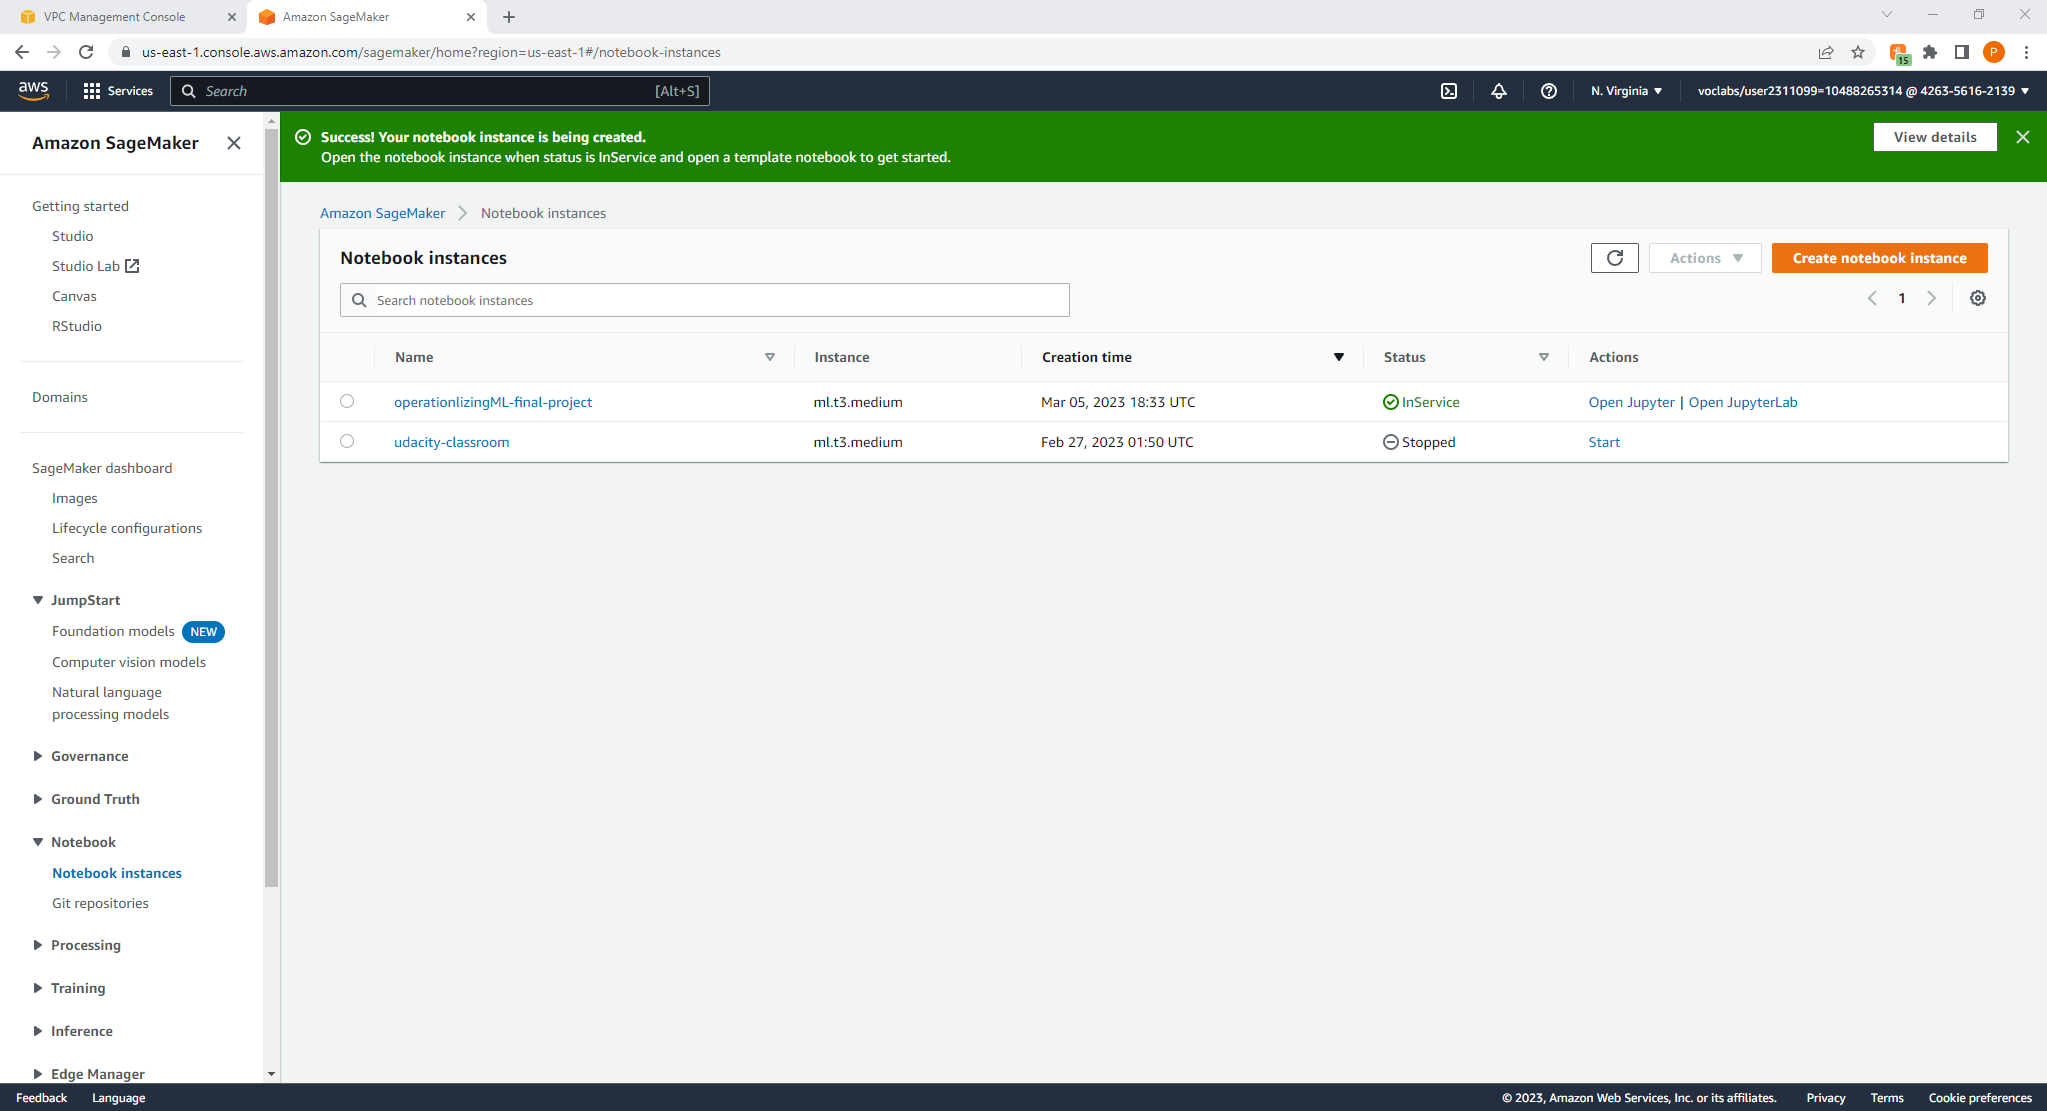 VPC Management Console
Amazon SageMaker
us-east-1.console.aws.amazon.com/sagemaker/home?region=us-east-1#/notebook-instances
15
P
aws
Services
Search
[Alt+S]
N. Virginia
voclabs/user2311099=10488265314 @ 4263-5616-2139
Amazon SageMaker
Success! Your notebook instance is being created.
Open the notebook instance when status is InService and open a template notebook to get started.
View details
Getting started
Studio
Studio Lab
Canvas
RStudio
Domains
SageMaker dashboard
Images
Lifecycle configurations
Search
JumpStart
Foundation models NEW
Computer vision models
Natural language
processing models
Governance
Ground Truth
Notebook
Notebook instances
Git repositories
Processing
Training
Inference
Edge Manager
Amazon SageMaker
Notebook instances
Notebook instances
Actions
Create notebook instance
Search notebook instances
1
Name Instance Creation time Status Actions
operationlizingML-final-project ml.t3.medium Mar 05, 2023 18:33 UTC InService Open Jupyter | Open JupyterLab
udacity-classroom ml.t3.medium Feb 27, 2023 01:50 UTC Stopped Start
Feedback Language © 2023, Amazon Web Services, Inc. or its affiliates. Privacy Terms Cookie preferences